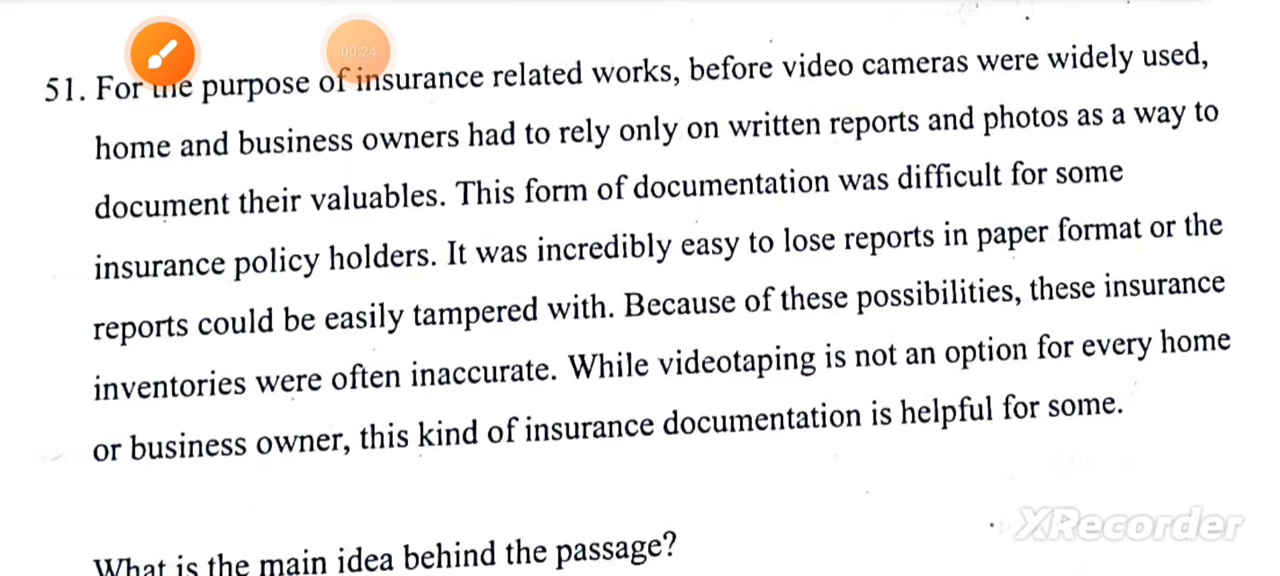 00:24
51. For the purpose of insurance related works, before video cameras were widely used,
home and business owners had to rely only on written reports and photos as a way to
document their valuables. This form of documentation was difficult for some
insurance policy holders. It was incredibly easy to lose reports in paper format or the
reports could be easily tampered with. Because of these possibilities, these insurance
inventories were often inaccurate. While videotaping is not an option for every home
or business owner, this kind of insurance documentation is helpful for some.
XRecorder
What is the main idea behind the passage?